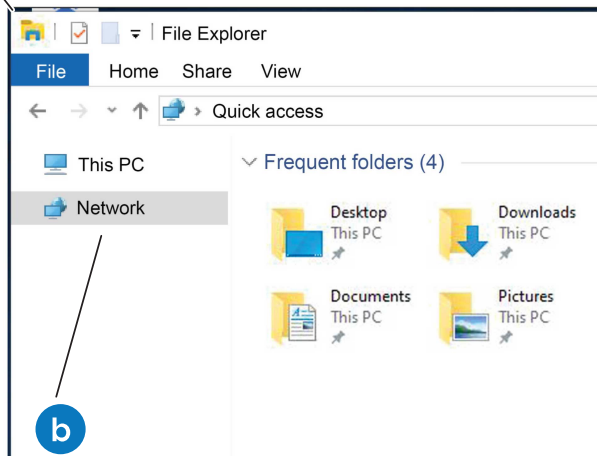 File Explorer
File Home Share View
Quick access
This PC
Network
Frequent folders (4)
Desktop
This PC
Downloads
This PC
Documents
This PC
Pictures
This PC
b